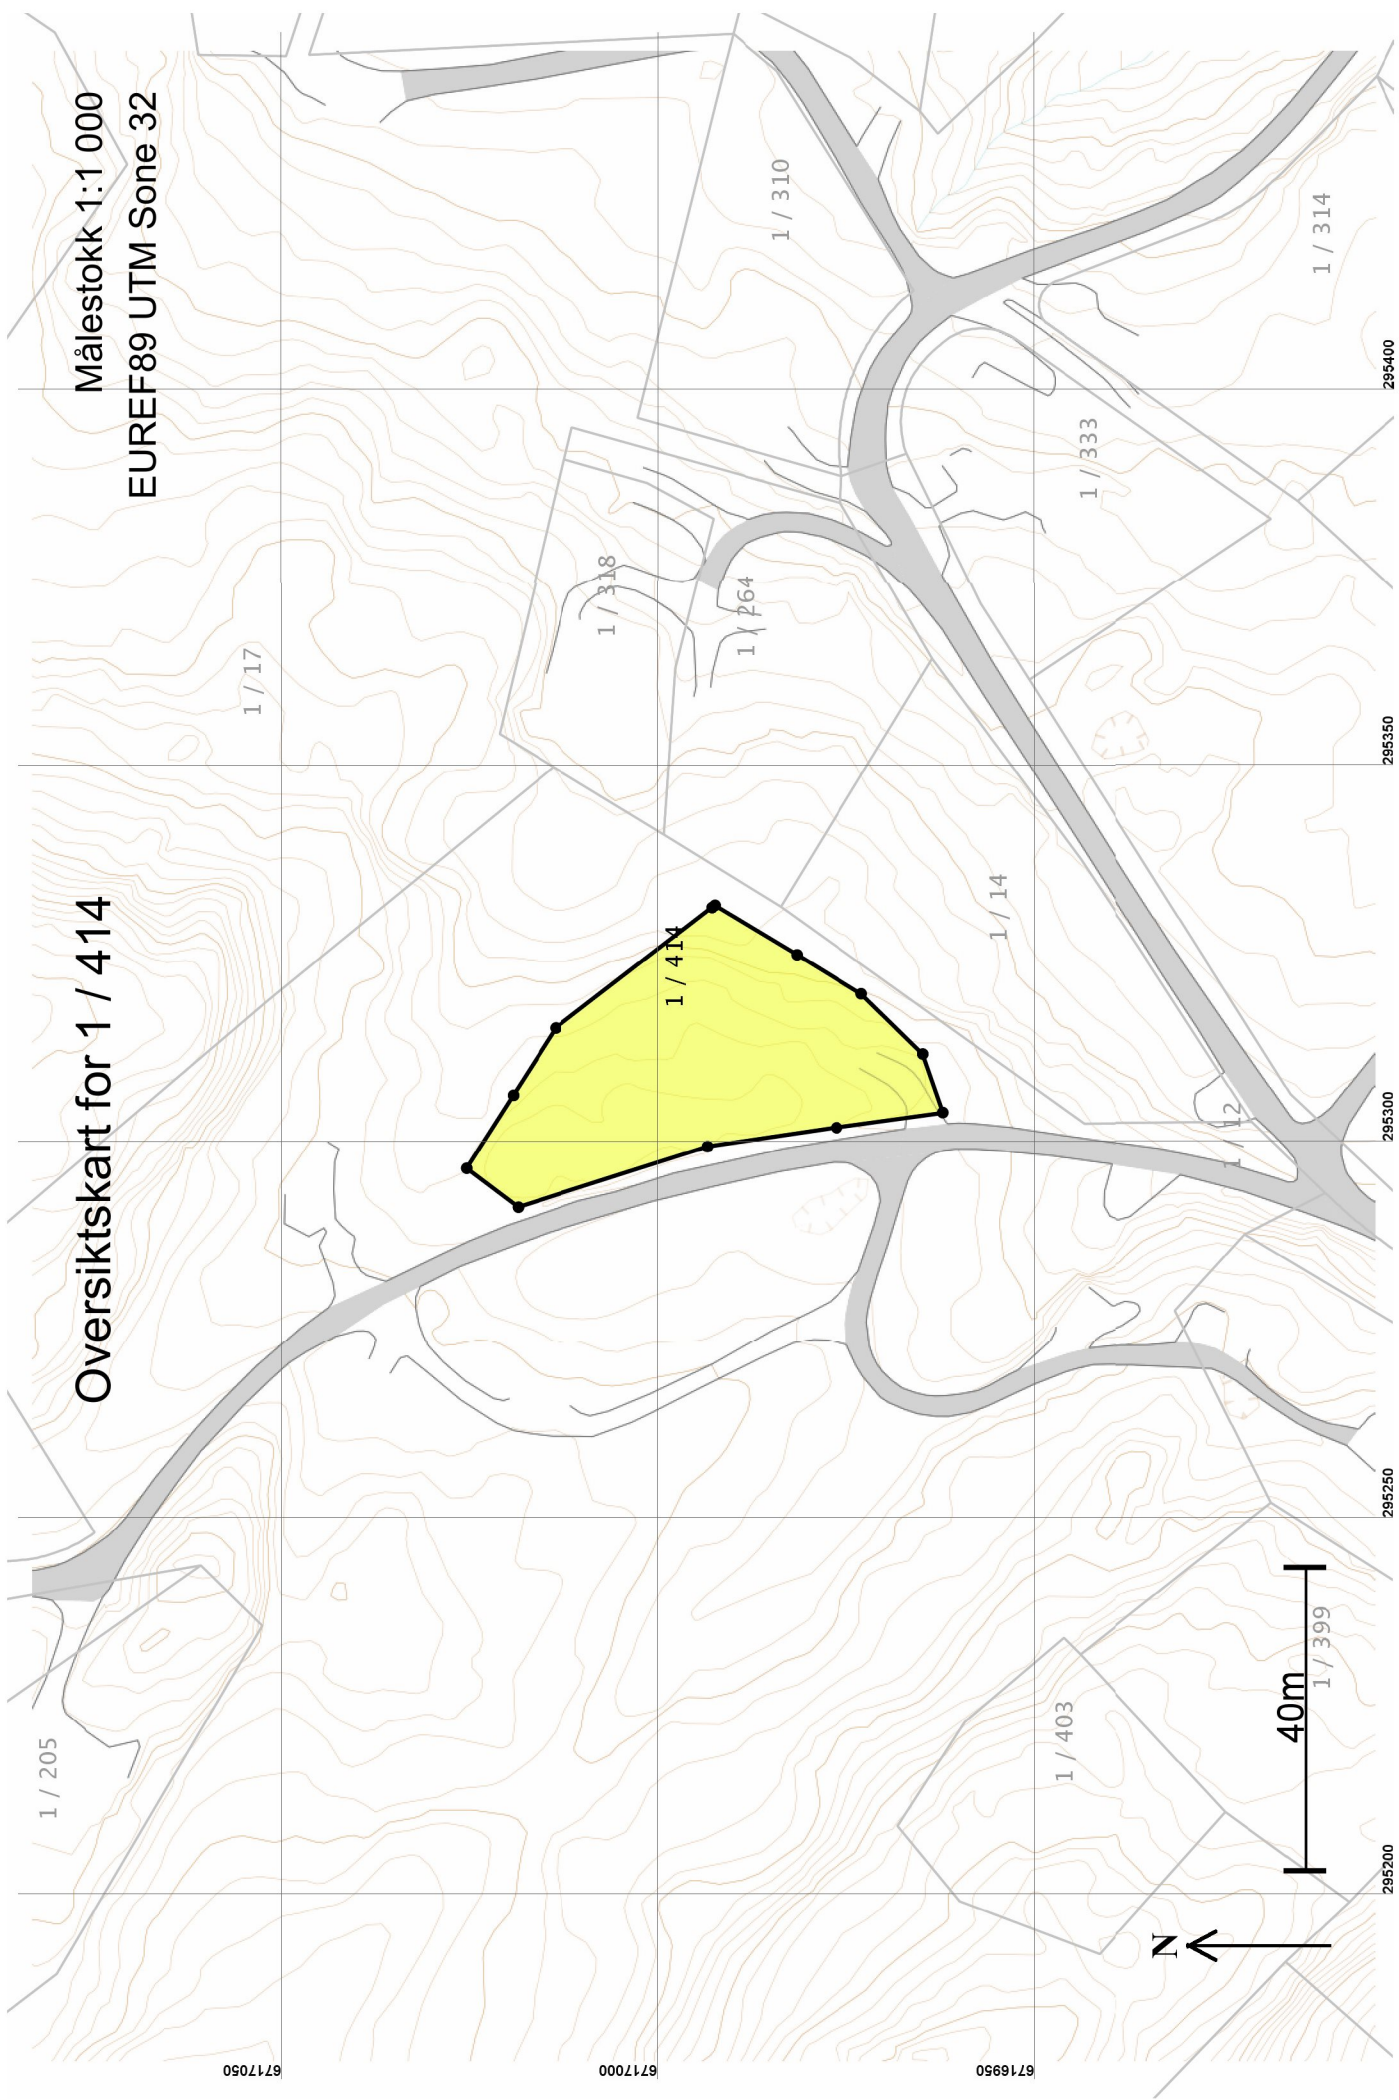 Oversiktskart for 1 / 414
Målestokk 1:1 000
EUREF89 UTM Sone 32
1 / 205
1 / 17
1 / 318
1 / 414
1 / 264
1 / 310
1 / 14
1 / 403
1 / 333
1 / 12
1 / 399
1 / 314
N
40m
6717050
6717000
6716950
295200
295250
295300
295350
295400